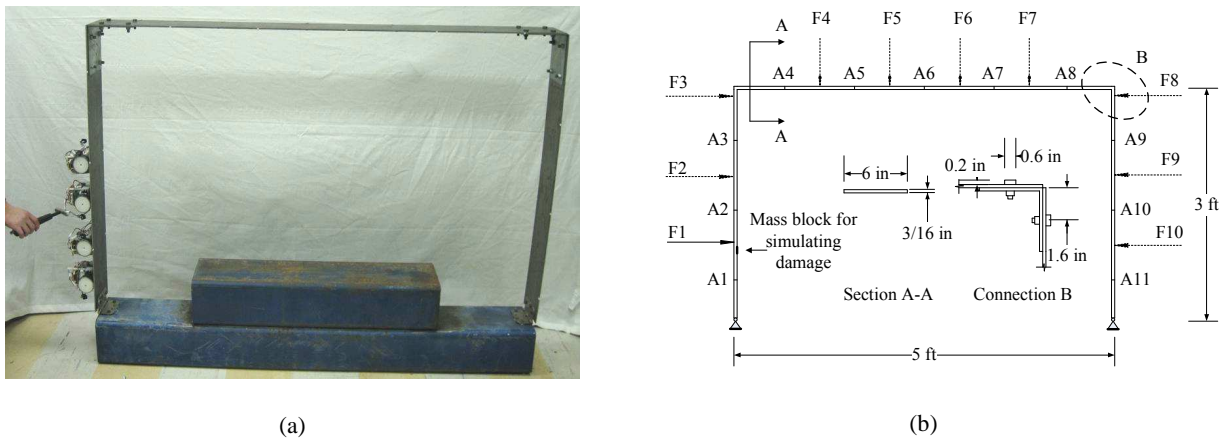 F4
F5
F6
F7
A
B
F3
A4
A5
A6
A7
A8
F8
A
A3
A9
0.2 in
0.6 in
F2
6 in
F9
3 ft
A2
A10
3/16 in
F1
Mass block for
simulating
damage
F10
1.6 in
A1
Section A-A
Connection B
A11
5 ft
(a)
(b)